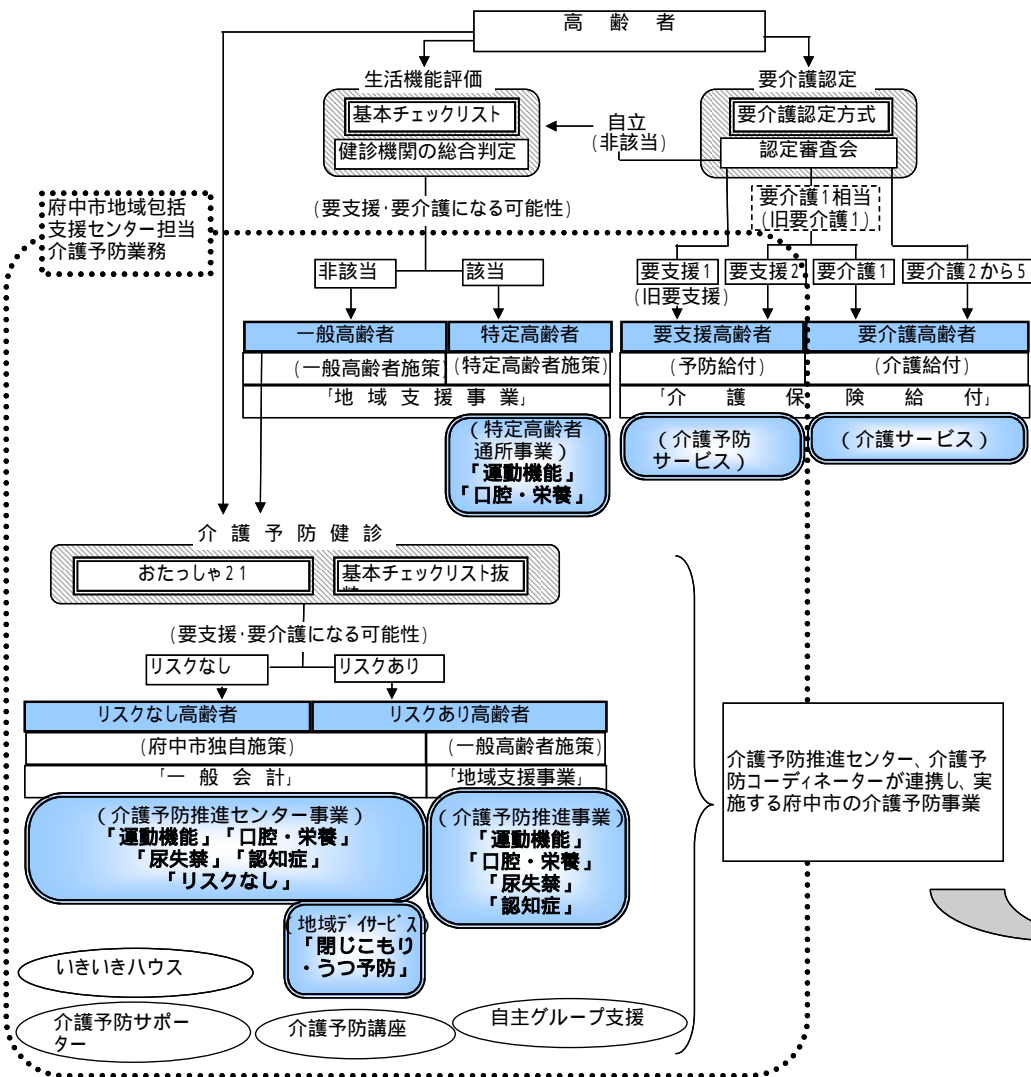 高 齢 者
生活機能評価
要介護認定
基本チェックリスト
健診機関の総合判定
自立
(非該当)
要介護認定方式
認定審査会
府中市地域包括
支援センター担当
介護予防業務
(要支援・要介護になる可能性)
要介護1相当
(旧要介護1)
非該当
該当
要支援1
(旧要支援)
要支援2
要介護1
要介護2から5
一般高齢者
特定高齢者
要支援高齢者
要介護高齢者
(一般高齢者施策)
(特定高齢者施策)
(予防給付)
(介護給付)
「地 域 支 援 事 業」
「介 護 保 険 給 付」
(特定高齢者
通所事業)
「運動機能」
「口腔・栄養」
(介護予防
サービス)
(介護サービス)
介 護 予 防 健 診
おたっしゃ21
基本チェックリスト抜
(要支援・要介護になる可能性)
リスクなし
リスクあり
リスクなし高齢者
リスクあり高齢者
(府中市独自施策)
(一般高齢者施策)
「一 般 会 計」
「地域支援事業」
(介護予防推進センター事業)
「運動機能」「口腔・栄養」
「尿失禁」「認知症」
「リスクなし」
(介護予防推進事業)
「運動機能」
「口腔・栄養」
「尿失禁」
「認知症」
(地域デイサービス)
「閉じこもり
・うつ予防」
介護予防推進センター、介護予
防コーディネーターが連携し、実
施する府中市の介護予防事業
いきいきハウス
介護予防サポー
ター
介護予防講座
自主グループ支援